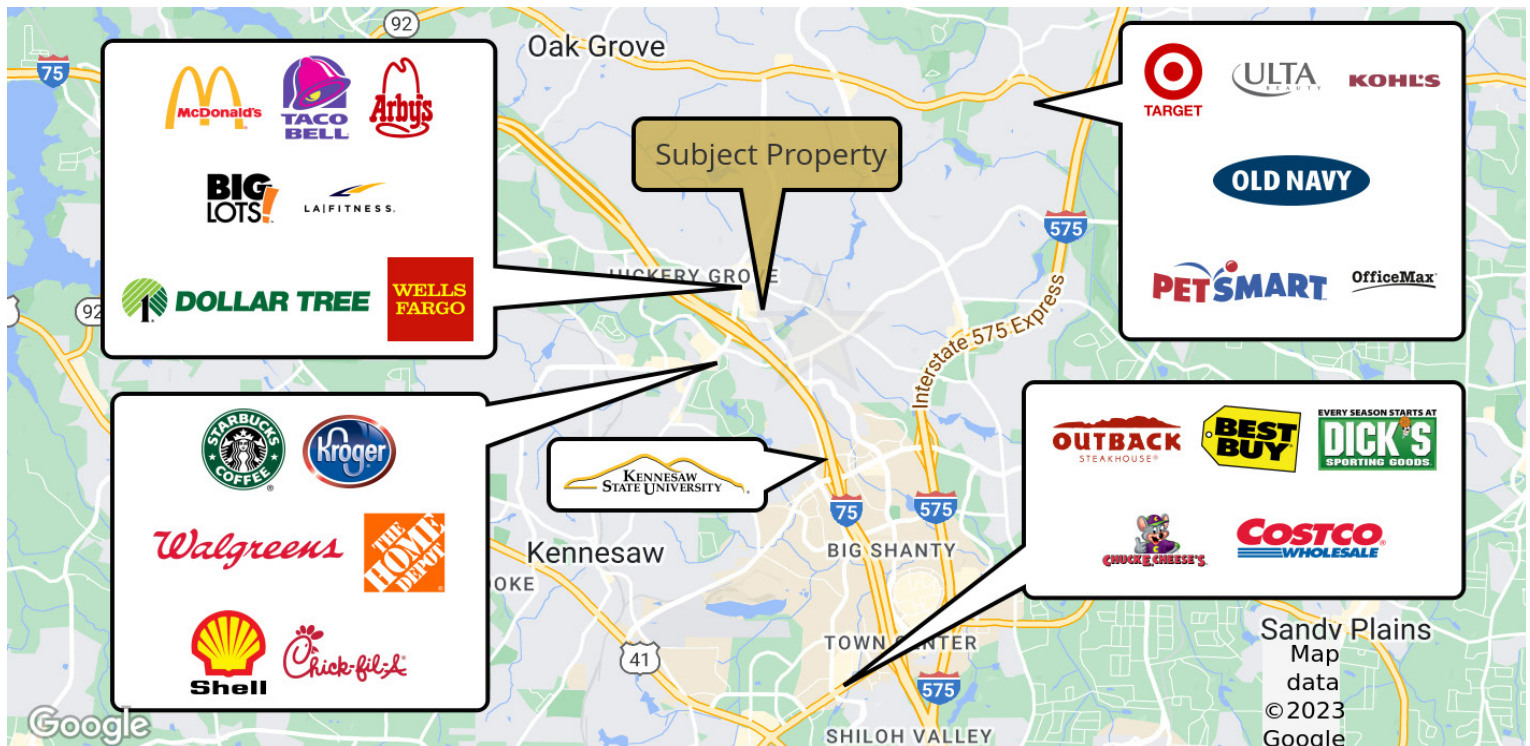 92
Oak Grove
75
McDonald's
TACO
BELL
Arby's
BIG
LOTS!
LA|FITNESS.
1
DOLLAR TREE
WELLS
FARGO
92
Subject Property
HICKERY GROVE
TARGET
ULTA
BEAUTY
KOHL'S
OLD NAVY
PETSMART
OfficeMax
575
Interstate 575 Express
STARBUCKS
COFFEE
Kroger
Walgreens
THE
HOME
DEPOT
Shell
Chick-fil-A
KENNESAW
STATE UNIVERSITY
OUTBACK
STEAKHOUSE®
BEST
BUY
EVERY SEASON STARTS AT
DICK'S
SPORTING GOODS.
CHUCK E. CHEESE'S
COSTCO
WHOLESALE
75
575
Kennesaw
BIG SHANTY
OKE
41
TOWN CENTER
575
SHILOH VALLEY
Sandy Plains
Map
data
©2023
Google
Google